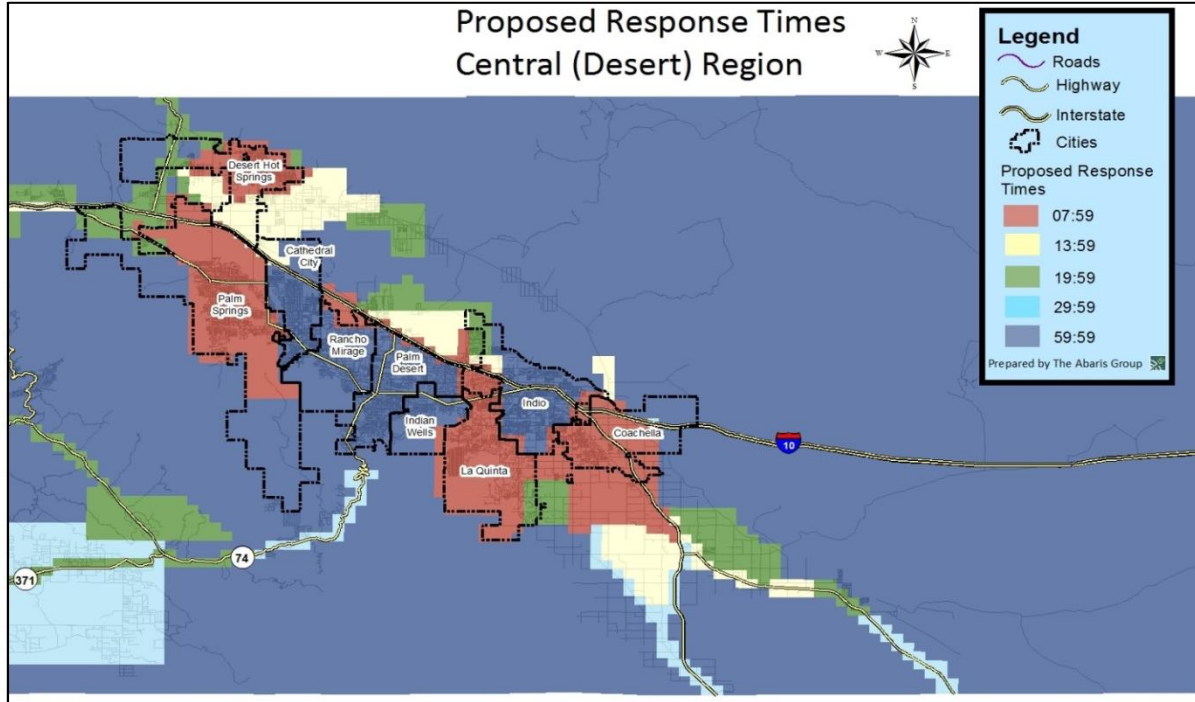 Proposed Response Times
Central (Desert) Region
N
W
E
S
Legend
Roads
Highway
Interstate
Cities
Proposed Response
Times
07:59
13:59
19:59
29:59
59:59
Prepared by The Abaris Group
Desert Hot
Springs
Cathedral
City
Palm
Springs
Rancho
Mirage
Palm
Desert
Indian
Wells
Indio
Coachella
La Quinta
10
74
371